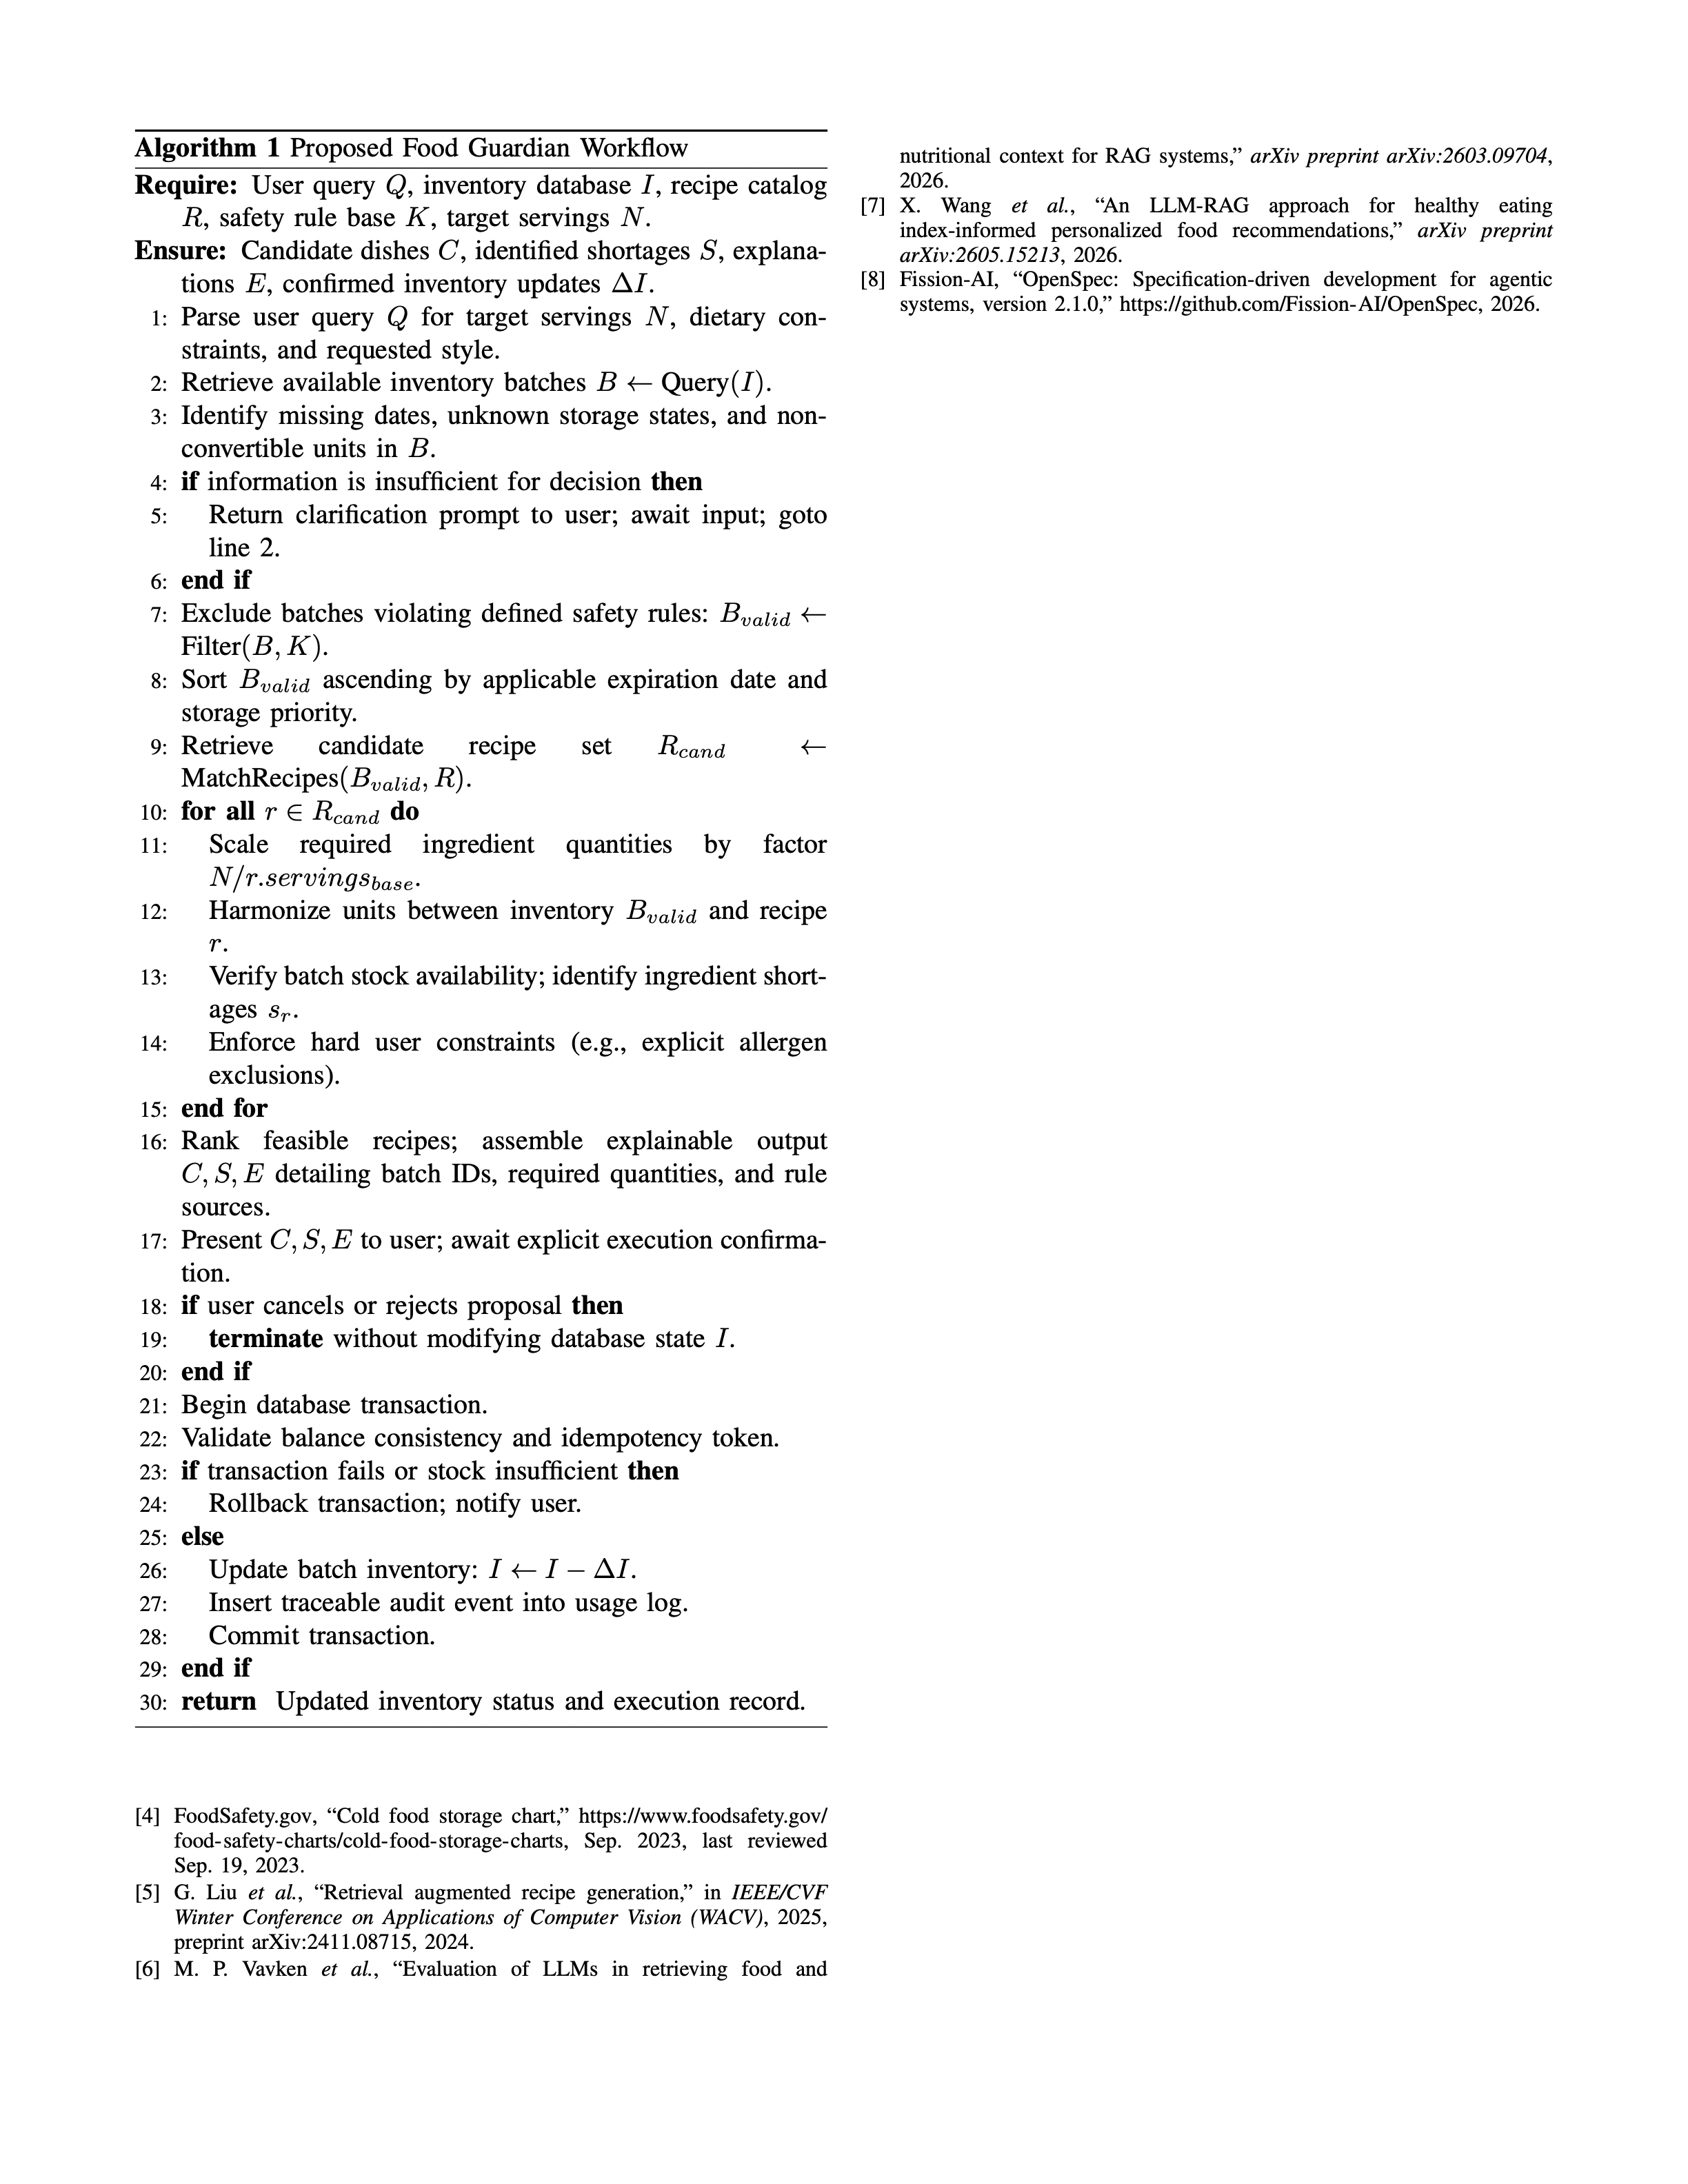 Algorithm 1 Proposed Food Guardian Workflow
Require: User query Q, inventory database I, recipe catalog
R, safety rule base K, target servings N.
Ensure: Candidate dishes C, identified shortages S, explana-
tions E, confirmed inventory updates ΔI.
1: Parse user query Q for target servings N, dietary con-
straints, and requested style.
2: Retrieve available inventory batches B ← Query(I).
3: Identify missing dates, unknown storage states, and non-
convertible units in B.
4: if information is insufficient for decision then
5: Return clarification prompt to user; await input; goto
line 2.
6: end if
7: Exclude batches violating defined safety rules: B_valid ←
Filter(B, K).
8: Sort B_valid ascending by applicable expiration date and
storage priority.
9: Retrieve candidate recipe set R_cand ←
MatchRecipes(B_valid, R).
10: for all r ∈ R_cand do
11: Scale required ingredient quantities by factor
N/r.servings_base.
12: Harmonize units between inventory B_valid and recipe
r.
13: Verify batch stock availability; identify ingredient short-
ages s_r.
14: Enforce hard user constraints (e.g., explicit allergen
exclusions).
15: end for
16: Rank feasible recipes; assemble explainable output
C, S, E detailing batch IDs, required quantities, and rule
sources.
17: Present C, S, E to user; await explicit execution confirma-
tion.
18: if user cancels or rejects proposal then
19: terminate without modifying database state I.
20: end if
21: Begin database transaction.
22: Validate balance consistency and idempotency token.
23: if transaction fails or stock insufficient then
24: Rollback transaction; notify user.
25: else
26: Update batch inventory: I ← I − ΔI.
27: Insert traceable audit event into usage log.
28: Commit transaction.
29: end if
30: return Updated inventory status and execution record.
[4] FoodSafety.gov, “Cold food storage chart,” https://www.foodsafety.gov/
food-safety-charts/cold-food-storage-charts, Sep. 2023, last reviewed
Sep. 19, 2023.
[5] G. Liu et al., “Retrieval augmented recipe generation,” in IEEE/CVF
Winter Conference on Applications of Computer Vision (WACV), 2025,
preprint arXiv:2411.08715, 2024.
[6] M. P. Vavken et al., “Evaluation of LLMs in retrieving food and
nutritional context for RAG systems,” arXiv preprint arXiv:2603.09704,
2026.
[7] X. Wang et al., “An LLM-RAG approach for healthy eating
index-informed personalized food recommendations,” arXiv preprint
arXiv:2605.15213, 2026.
[8] Fission-AI, “OpenSpec: Specification-driven development for agentic
systems, version 2.1.0,” https://github.com/Fission-AI/OpenSpec, 2026.